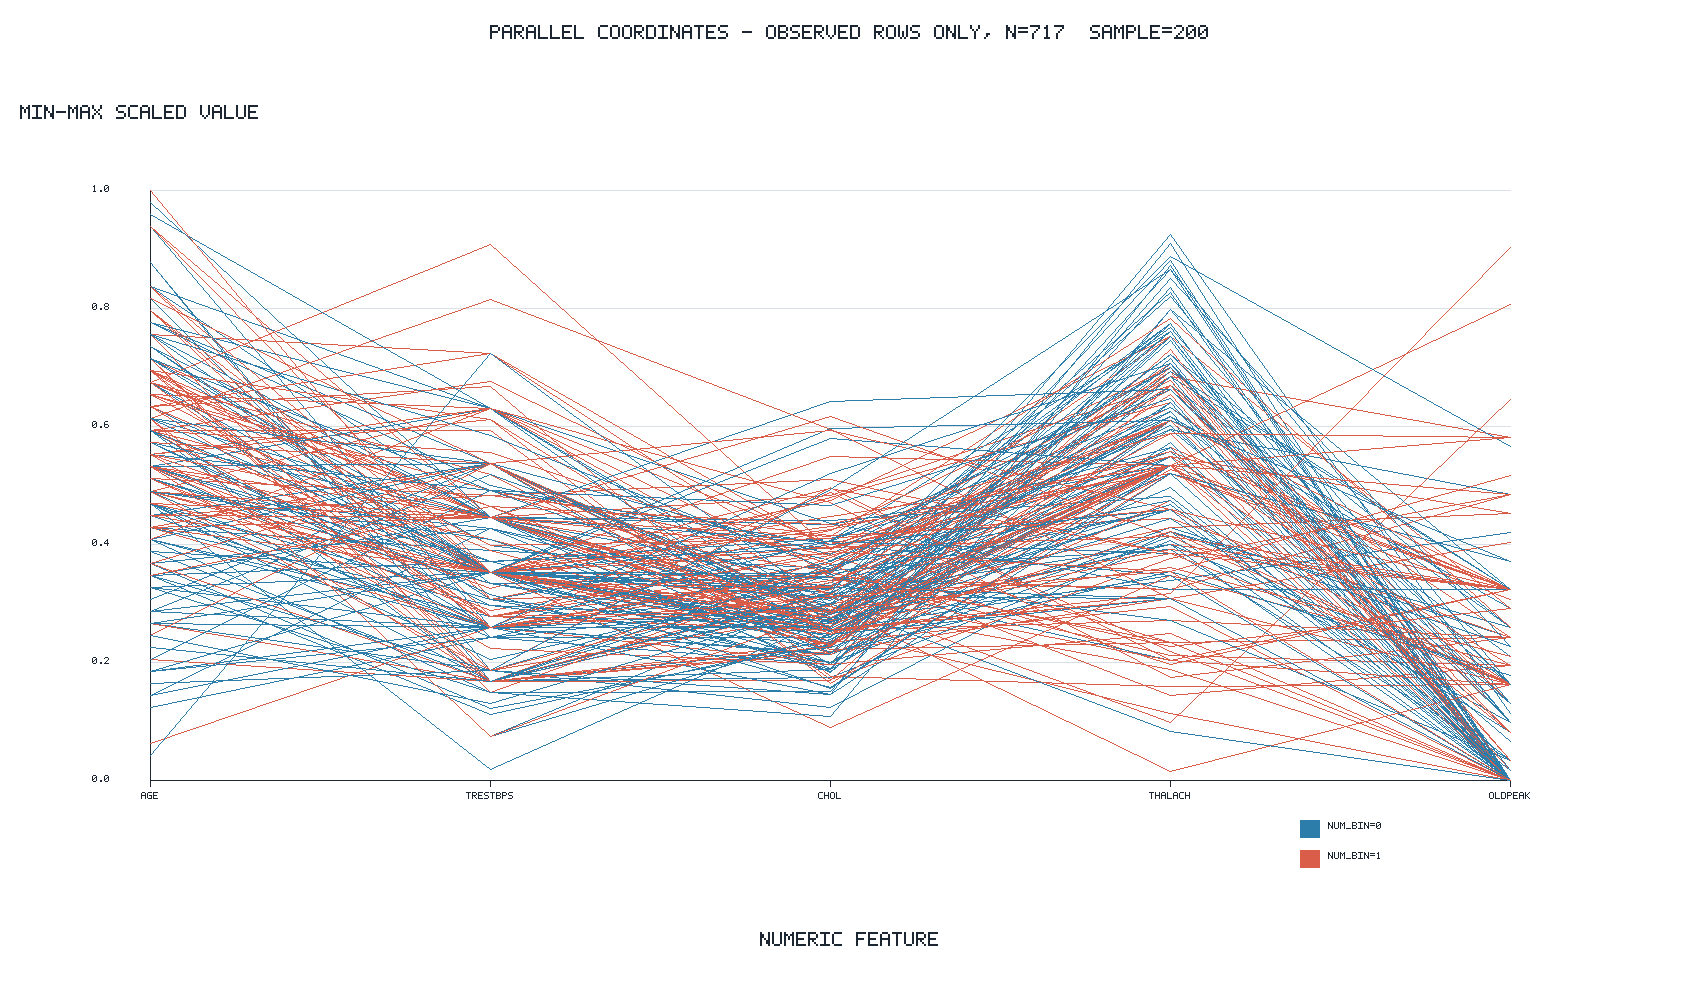 PARALLEL COORDINATES - OBSERVED ROWS ONLY, N=717  SAMPLE=200
MIN-MAX SCALED VALUE
1.0
0.8
0.6
0.4
0.2
0.0
AGE TRESTBPS CHOL THALACH OLDPEAK
NUM_BIN=0
NUM_BIN=1
NUMERIC FEATURE